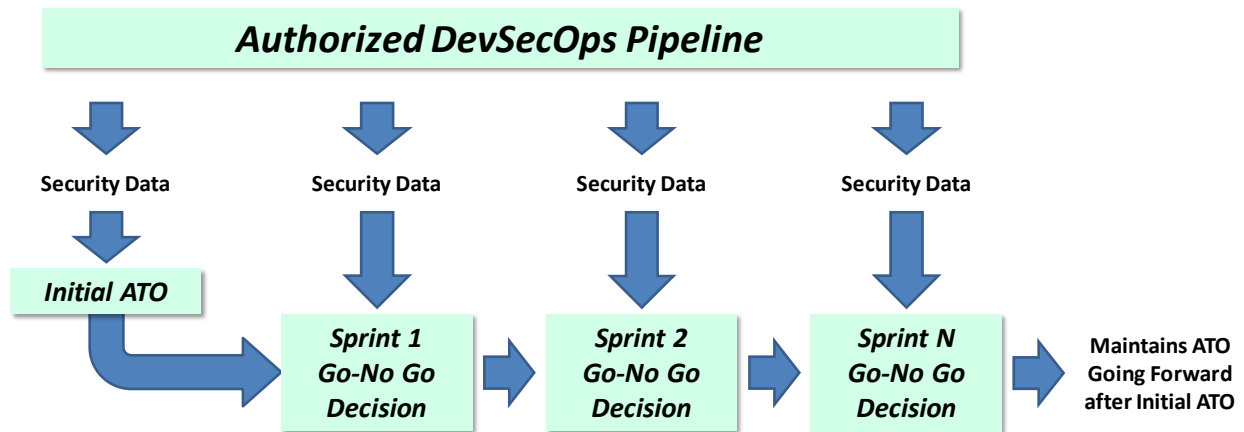 Authorized DevSecOps Pipeline
Security Data
Security Data
Security Data
Security Data
Initial ATO
Sprint 1
Go-No Go
Decision
Sprint 2
Go-No Go
Decision
Sprint N
Go-No Go
Decision
Maintains ATO
Going Forward
after Initial ATO